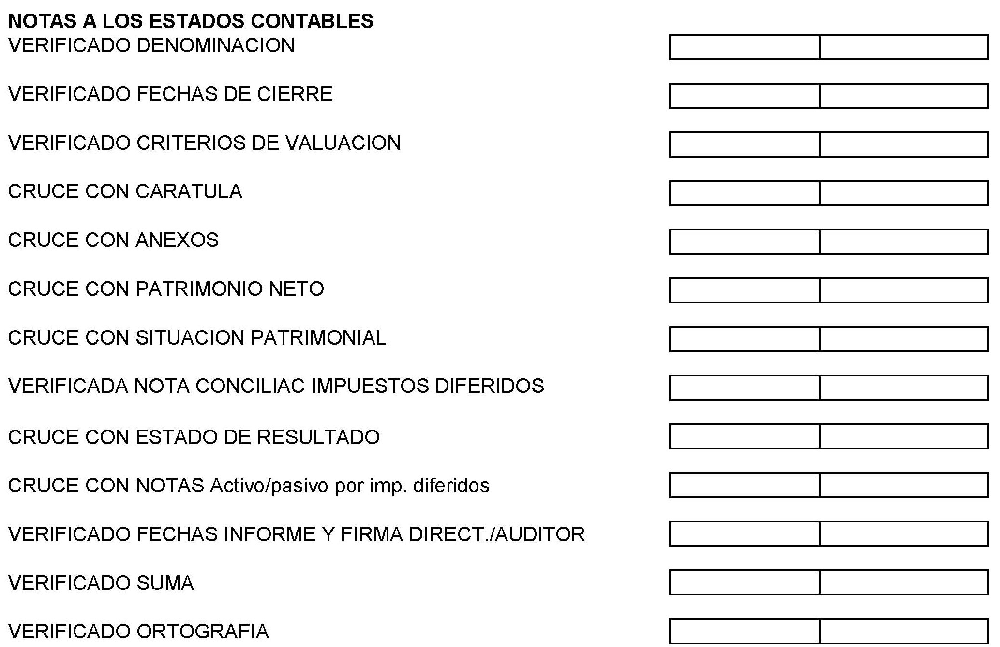 NOTAS A LOS ESTADOS CONTABLES
VERIFICADO DENOMINACION
VERIFICADO FECHAS DE CIERRE
VERIFICADO CRITERIOS DE VALUACION
CRUCE CON CARATULA
CRUCE CON ANEXOS
CRUCE CON PATRIMONIO NETO
CRUCE CON SITUACION PATRIMONIAL
VERIFICADA NOTA CONCILIAC IMPUESTOS DIFERIDOS
CRUCE CON ESTADO DE RESULTADO
CRUCE CON NOTAS Activo/pasivo por imp. diferidos
VERIFICADO FECHAS INFORME Y FIRMA DIRECT./AUDITOR
VERIFICADO SUMA
VERIFICADO ORTOGRAFIA